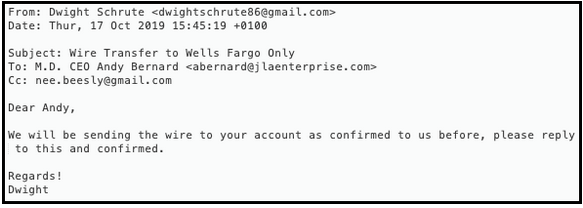 From: Dwight Schrute <dwightschrute86@gmail.com>
Date: Thur, 17 Oct 2019 15:45:19 +0100
Subject: Wire Transfer to Wells Fargo Only
To: M.D. CEO Andy Bernard <abernard@jlaenterprise.com>
Cc: nee.beesly@gmail.com
Dear Andy,
We will be sending the wire to your account as confirmed to us before, please reply
to this and confirmed.
Regards!
Dwight